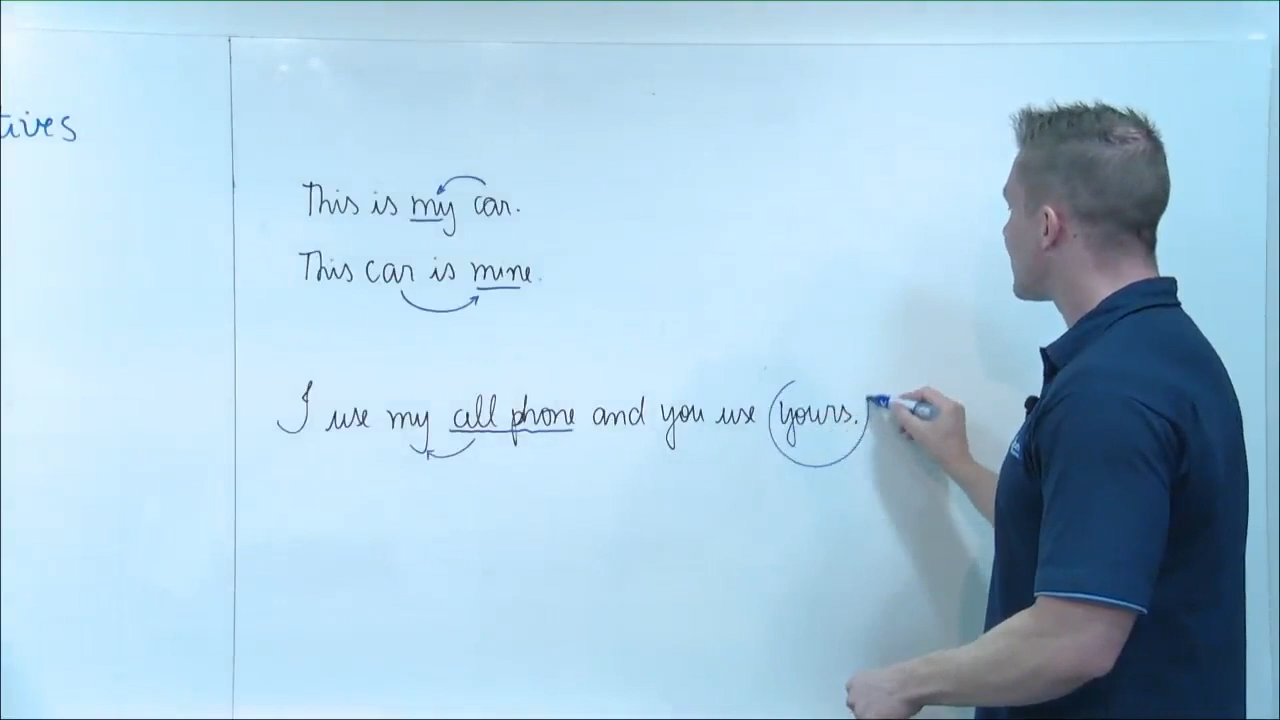 tives
This is my car.
This car is mine.
I use my cell phone and you use yours.